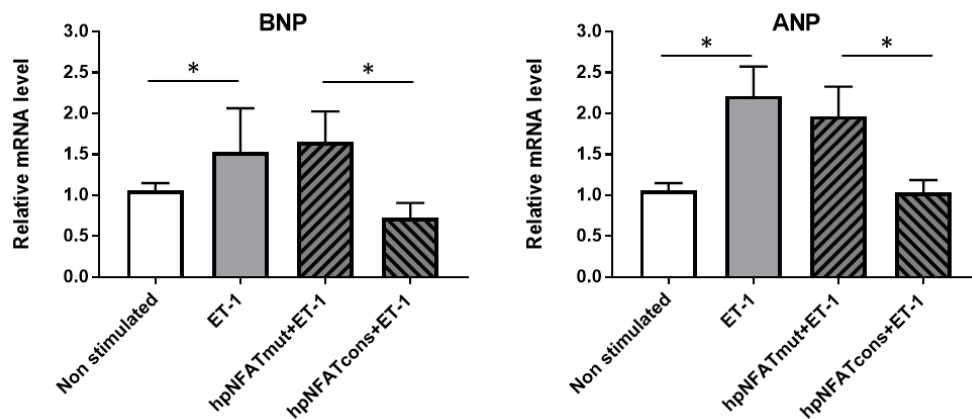 BNP
Relative mRNA level
3.0
2.5
2.0
1.5
1.0
0.5
0.0
*
*
Non stimulated
ET-1
hpNFATmut+ET-1
hpNFATcons+ET-1
ANP
Relative mRNA level
3.0
2.5
2.0
1.5
1.0
0.5
0.0
*
*
Non stimulated
ET-1
hpNFATmut+ET-1
hpNFATcons+ET-1